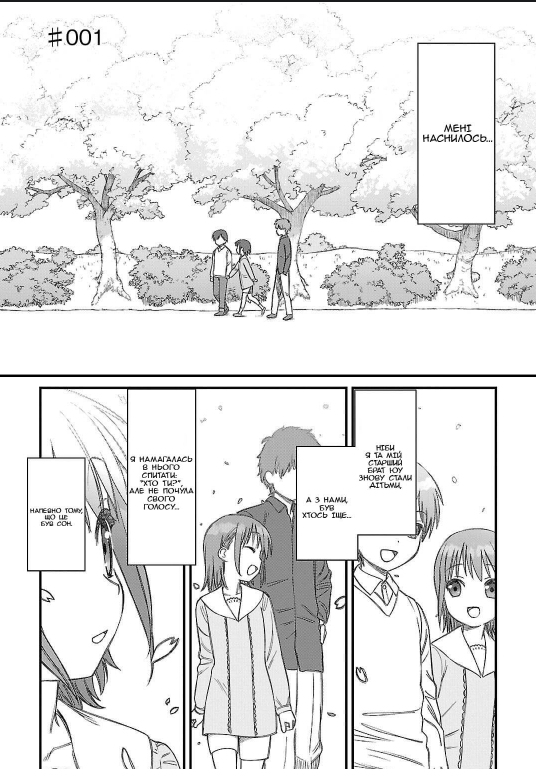 #001
МЕНІ
НАСНИЛОСЬ...
НІБИ
Я ТА МІЙ
СТАРШИЙ
БРАТ ЮУ
ЗНОВУ СТАЛИ
ДІТЬМИ,
А З НАМИ,
БУВ
ХТОСЬ ІЩЕ...
Я НАМАГАЛАСЬ
В НЬОГО
СПИТАТИ:
"ХТО ТИ?",
АЛЕ НЕ ПОЧУЛА
СВОГО
ГОЛОСУ...
НАПЕВНО ТОМУ,
ЩО ЦЕ
БУВ СОН.